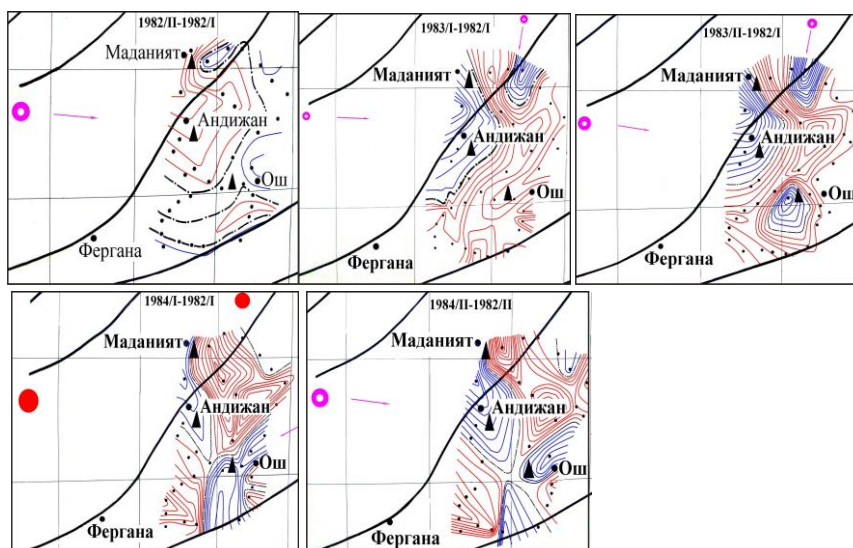 1982/II-1982/I
Маданият
Андижан
Ош
Фергана
1983/I-1982/I
Маданият
Андижан
Ош
Фергана
1983/II-1982/I
Маданият
Андижан
Ош
Фергана
1984/I-1982/I
Маданият
Андижан
Ош
Фергана
1984/II-1982/II
Маданият
Андижан
Ош
Фергана